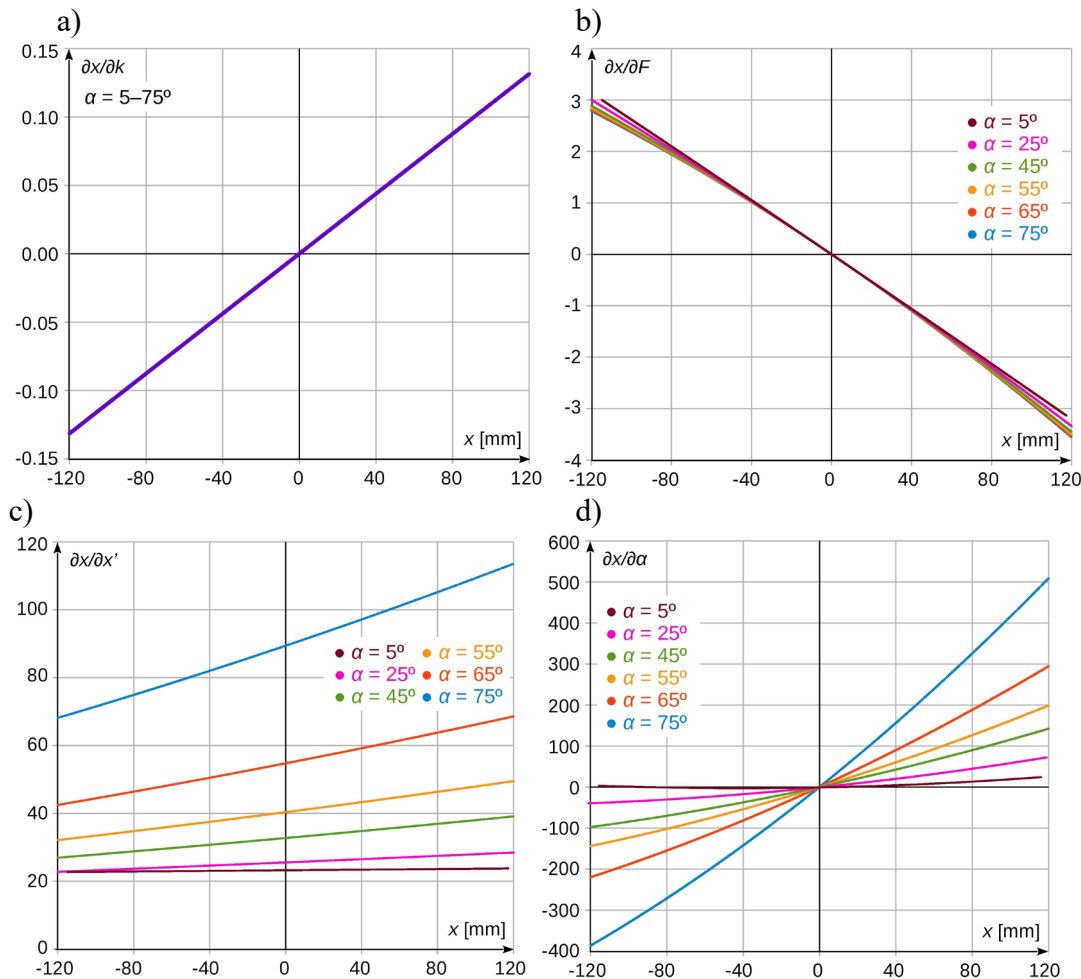 a)
0.15
0.10
0.05
0.00
-0.05
-0.10
-0.15
∂x/∂k
α = 5–75º
x [mm]
-120 -80 -40 0 40 80 120
b)
4
3
2
1
0
-1
-2
-3
-4
∂x/∂F
α = 5º
α = 25º
α = 45º
α = 55º
α = 65º
α = 75º
x [mm]
-120 -80 -40 0 40 80 120
c)
120
100
80
60
40
20
0
∂x/∂x’
α = 5º α = 55º
α = 25º α = 65º
α = 45º α = 75º
x [mm]
-120 -80 -40 0 40 80 120
d)
600
500
400
300
200
100
0
-100
-200
-300
-400
∂x/∂α
α = 5º
α = 25º
α = 45º
α = 55º
α = 65º
α = 75º
x [mm]
-120 -80 -40 0 40 80 120